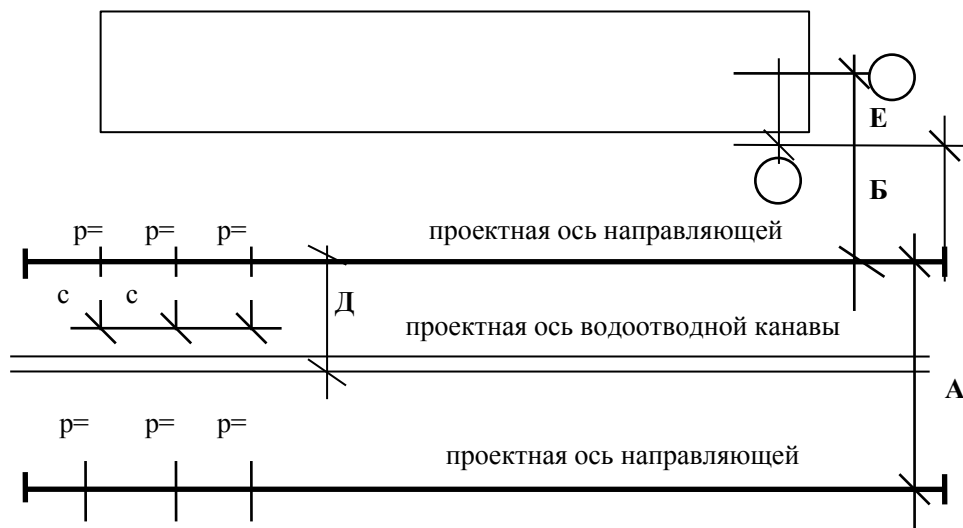 Е
Б
р= р= р= проектная ось направляющей
с с Д
проектная ось водоотводной канавы
А
р= р= р=
проектная ось направляющей